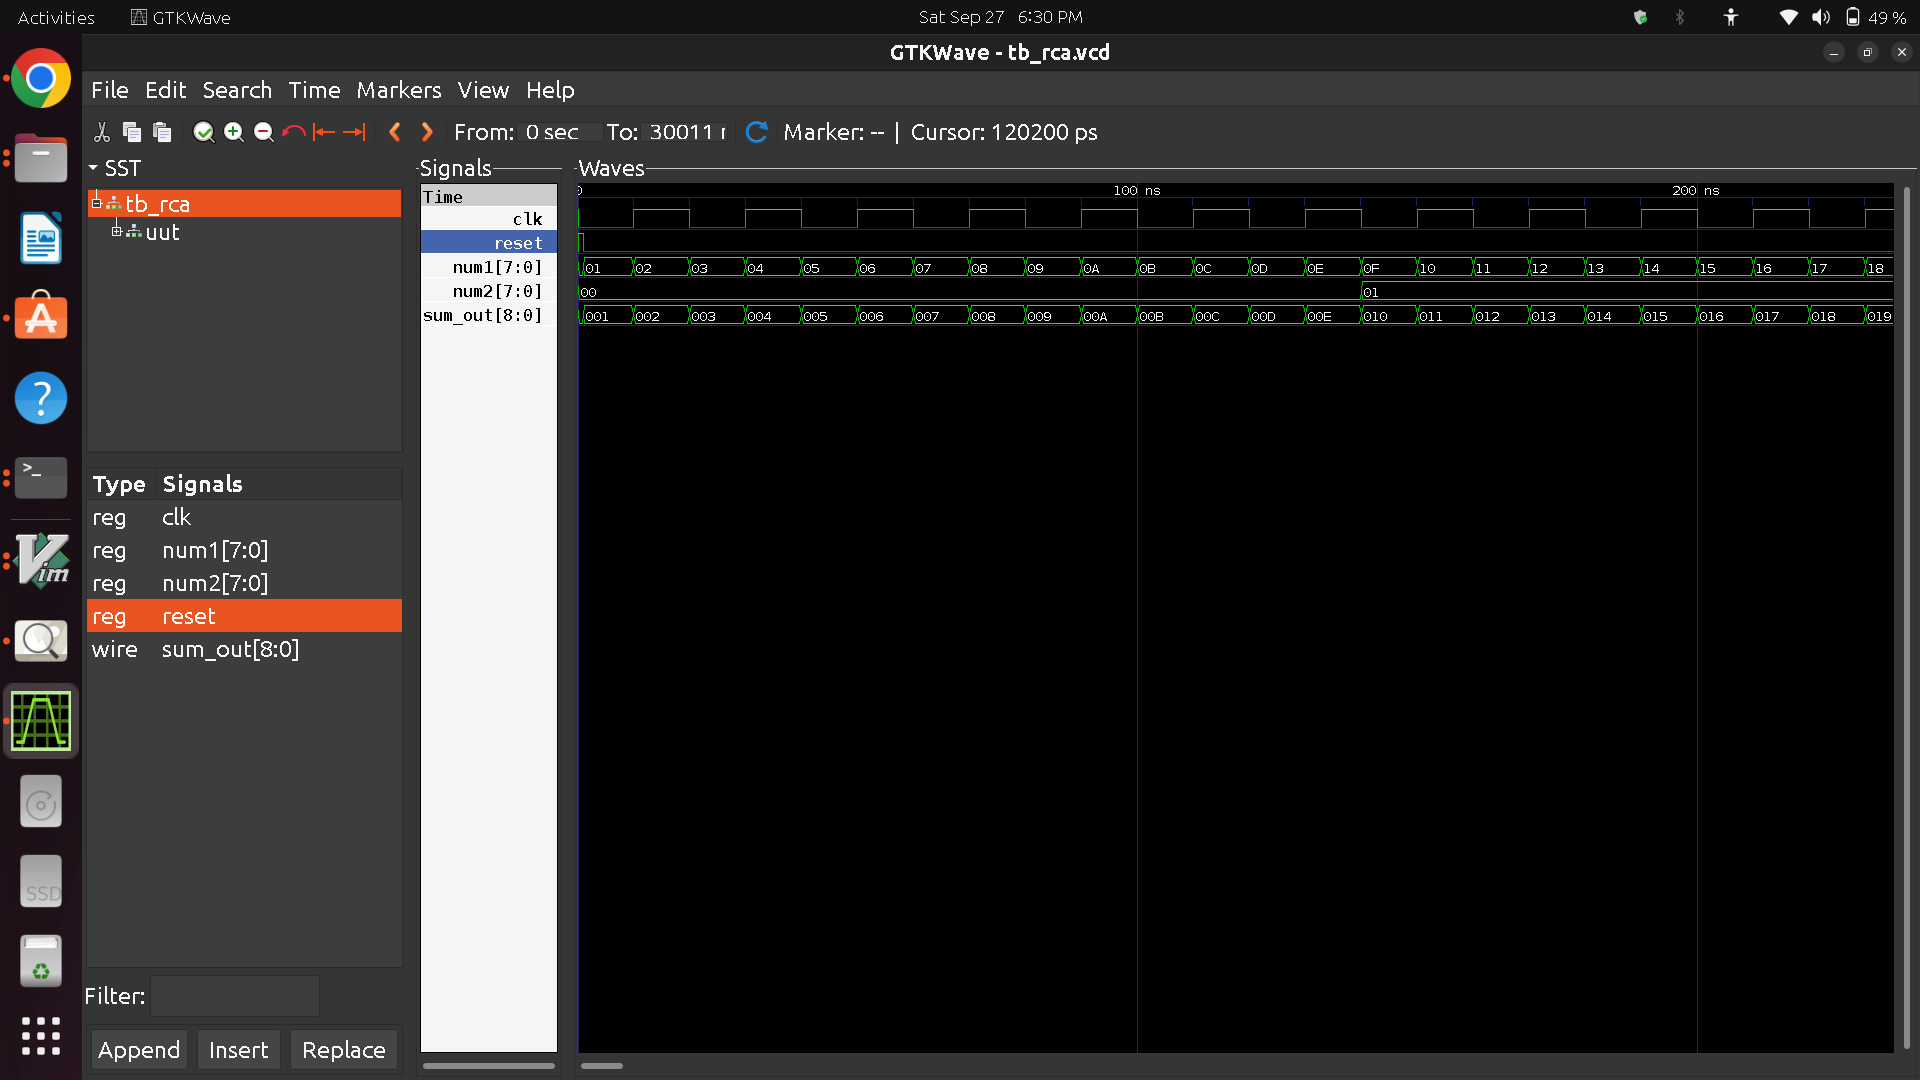 Activities GTKWave Sat Sep 27 6:30 PM 49 %
GTKWave - tb_rca.vcd
File Edit Search Time Markers View Help
From: 0 sec To: 30011 Marker: -- | Cursor: 120200 ps
SST
tb_rca
uut
Type Signals
reg clk
reg num1[7:0]
reg num2[7:0]
reg reset
wire sum_out[8:0]
Filter:
Append Insert Replace
Signals
Time
clk
reset
num1[7:0]
num2[7:0]
sum_out[8:0]
Waves
0 100 ns 200 ns
01 02 03 04 05 06 07 08 09 0A 0B 0C 0D 0E 0F 10 11 12 13 14 15 16 17 18
00 01
001 002 003 004 005 006 007 008 009 00A 00B 00C 00D 00E 010 011 012 013 014 015 016 017 018 019
>_
Vim
SSD